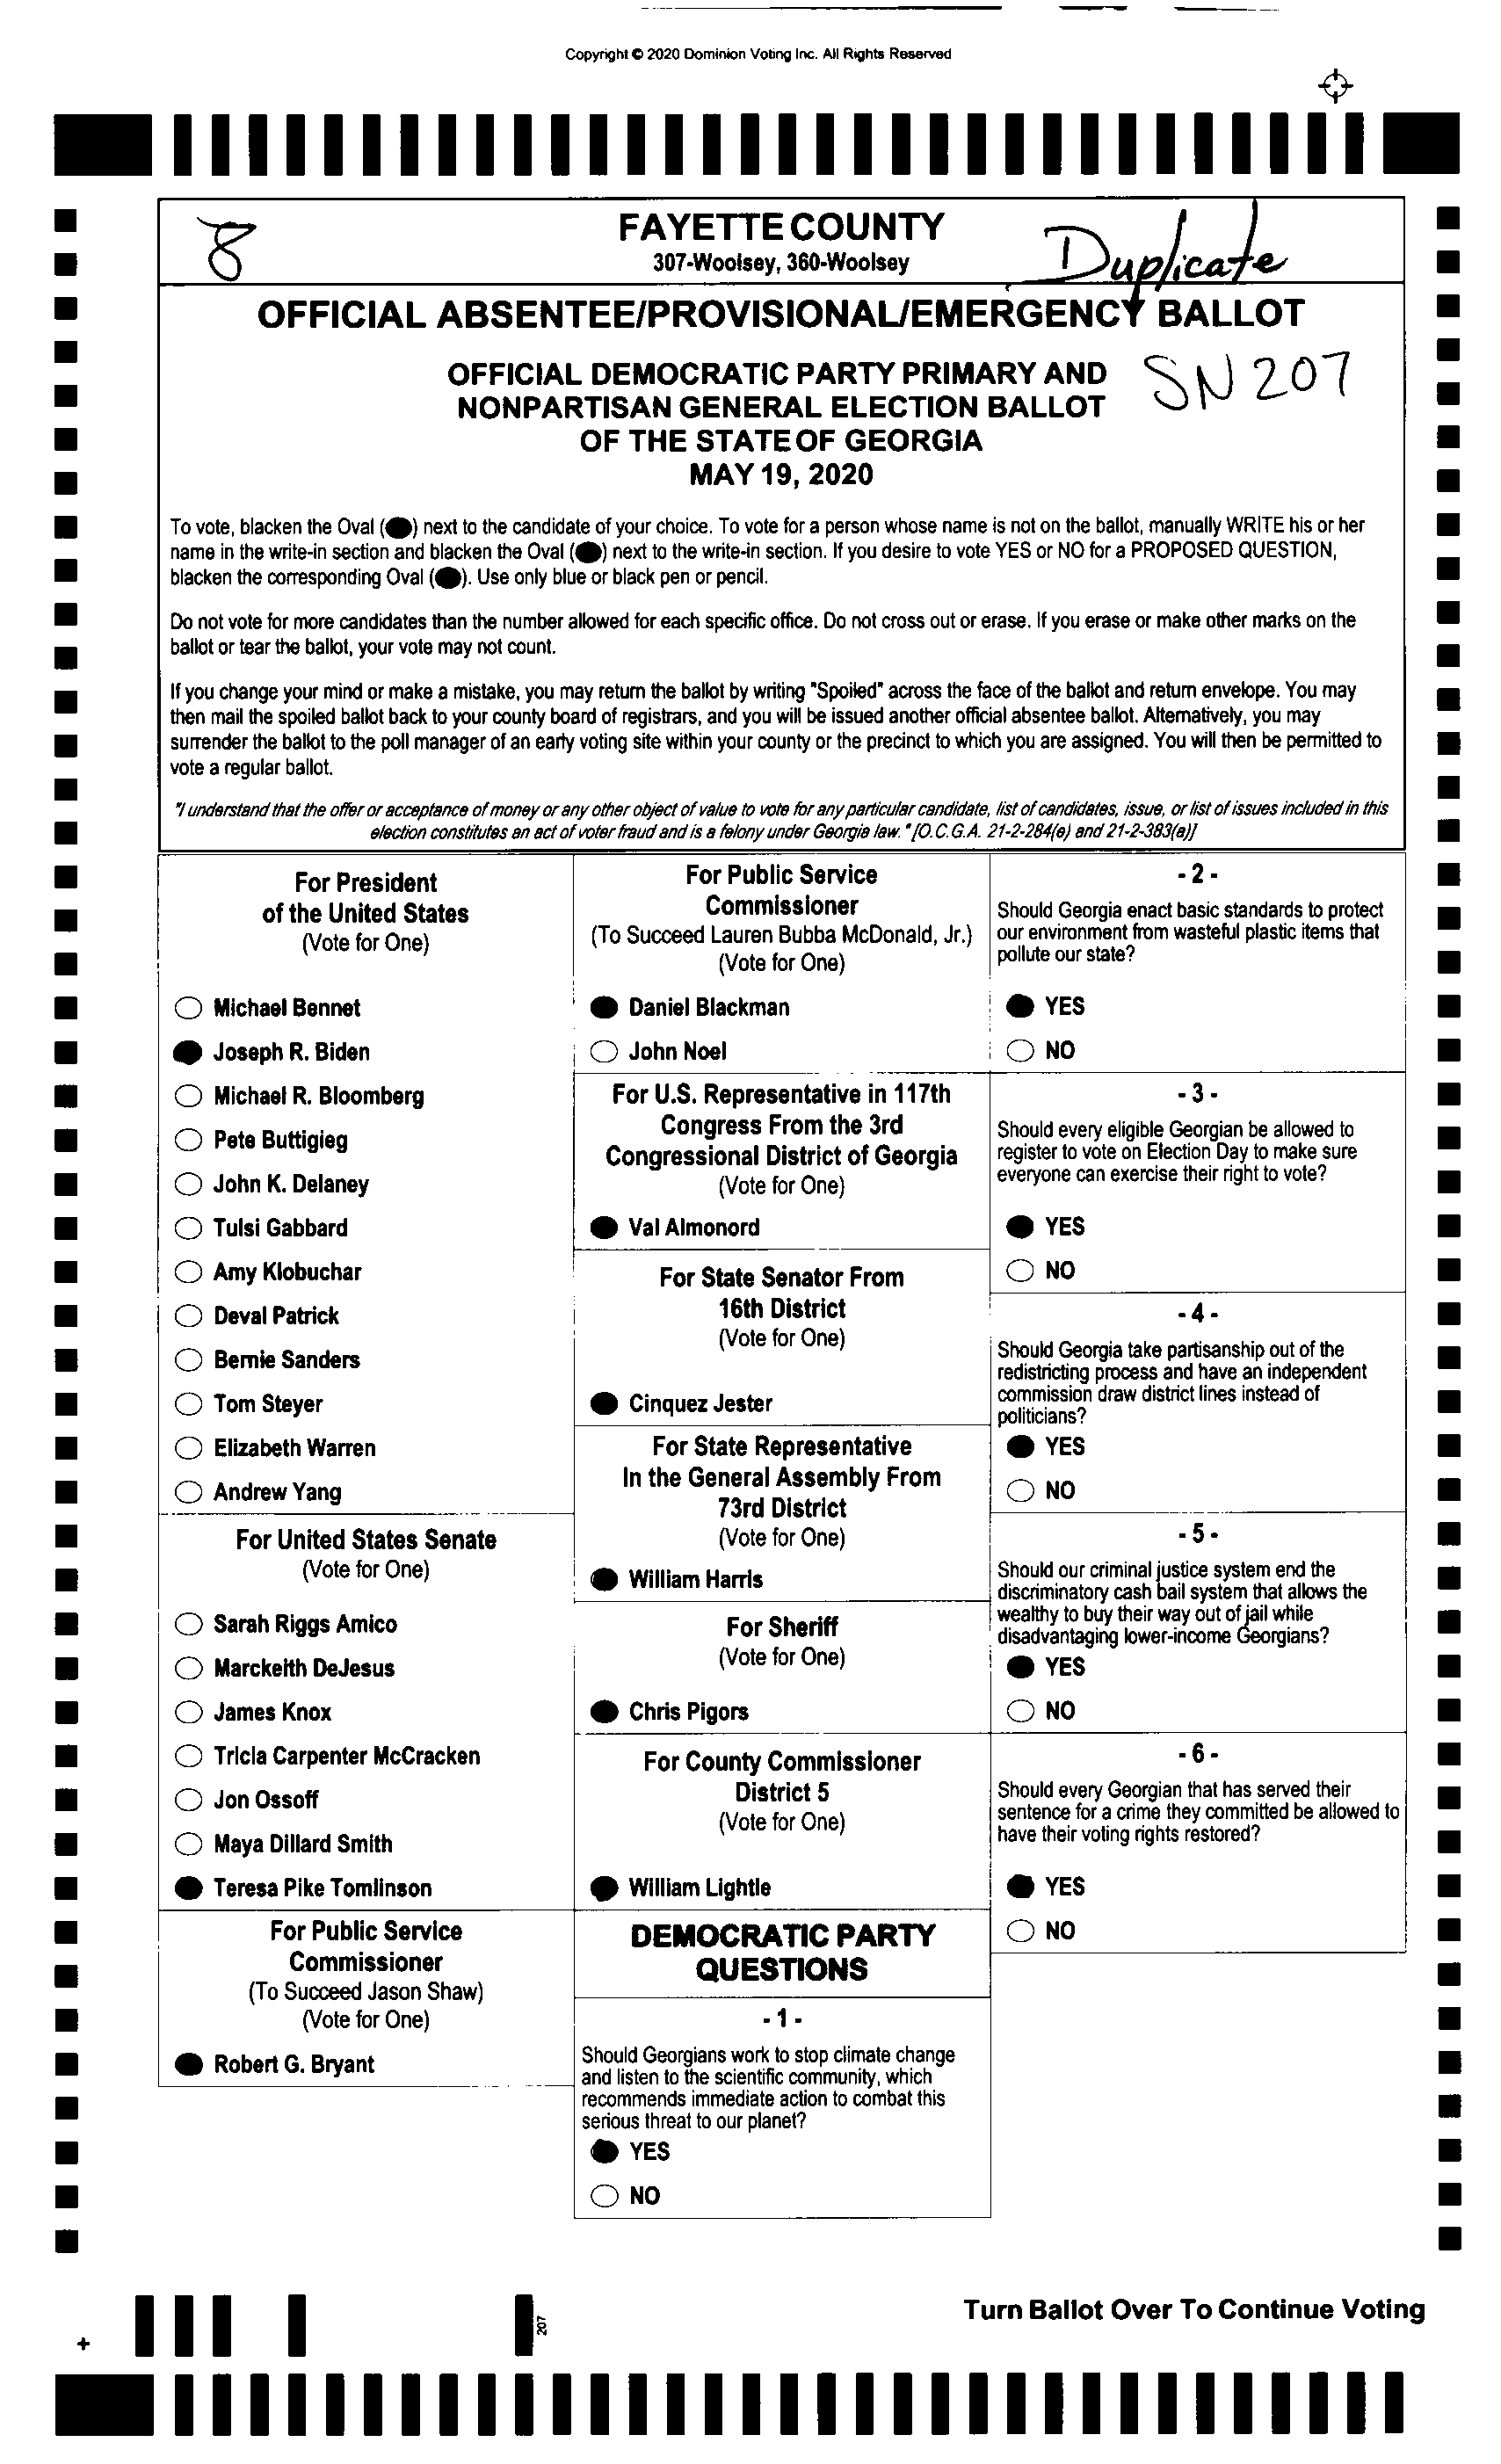 Copyright © 2020 Dominion Voting Inc. All Rights Reserved
8
FAYETTE COUNTY
307-Woolsey, 360-Woolsey
Duplicate
OFFICIAL ABSENTEE/PROVISIONAL/EMERGENCY BALLOT
OFFICIAL DEMOCRATIC PARTY PRIMARY AND
NONPARTISAN GENERAL ELECTION BALLOT
OF THE STATE OF GEORGIA
MAY 19, 2020
SN 207
To vote, blacken the Oval ( ) next to the candidate of your choice. To vote for a person whose name is not on the ballot, manually WRITE his or her
name in the write-in section and blacken the Oval ( ) next to the write-in section. If you desire to vote YES or NO for a PROPOSED QUESTION,
blacken the corresponding Oval ( ). Use only blue or black pen or pencil.
Do not vote for more candidates than the number allowed for each specific office. Do not cross out or erase. If you erase or make other marks on the
ballot or tear the ballot, your vote may not count.
If you change your mind or make a mistake, you may return the ballot by writing "Spoiled" across the face of the ballot and return envelope. You may
then mail the spoiled ballot back to your county board of registrars, and you will be issued another official absentee ballot. Alternatively, you may
surrender the ballot to the poll manager of an early voting site within your county or the precinct to which you are assigned. You will then be permitted to
vote a regular ballot.
"I understand that the offer or acceptance of money or any other object of value to vote for any particular candidate, list of candidates, issue, or list of issues included in this
election constitutes an act of voter fraud and is a felony under Georgia law." [O.C.G.A. 21-2-284(e) and 21-2-383(a)]
For President
of the United States
(Vote for One)
Michael Bennet
Joseph R. Biden
Michael R. Bloomberg
Pete Buttigieg
John K. Delaney
Tulsi Gabbard
Amy Klobuchar
Deval Patrick
Bernie Sanders
Tom Steyer
Elizabeth Warren
Andrew Yang
For United States Senate
(Vote for One)
Sarah Riggs Amico
Marckeith DeJesus
James Knox
Tricia Carpenter McCracken
Jon Ossoff
Maya Dillard Smith
Teresa Pike Tomlinson
For Public Service
Commissioner
(To Succeed Jason Shaw)
(Vote for One)
Robert G. Bryant
For Public Service
Commissioner
(To Succeed Lauren Bubba McDonald, Jr.)
(Vote for One)
Daniel Blackman
John Noel
For U.S. Representative in 117th
Congress From the 3rd
Congressional District of Georgia
(Vote for One)
Val Almonord
For State Senator From
16th District
(Vote for One)
Cinquez Jester
For State Representative
In the General Assembly From
73rd District
(Vote for One)
William Harris
For Sheriff
(Vote for One)
Chris Pigors
For County Commissioner
District 5
(Vote for One)
William Lightle
DEMOCRATIC PARTY
QUESTIONS
- 1 -
Should Georgians work to stop climate change
and listen to the scientific community, which
recommends immediate action to combat this
serious threat to our planet?
YES
NO
- 2 -
Should Georgia enact basic standards to protect
our environment from wasteful plastic items that
pollute our state?
YES
NO
- 3 -
Should every eligible Georgian be allowed to
register to vote on Election Day to make sure
everyone can exercise their right to vote?
YES
NO
- 4 -
Should Georgia take partisanship out of the
redistricting process and have an independent
commission draw district lines instead of
politicians?
YES
NO
- 5 -
Should our criminal justice system end the
discriminatory cash bail system that allows the
wealthy to buy their way out of jail while
disadvantaging lower-income Georgians?
YES
NO
- 6 -
Should every Georgian that has served their
sentence for a crime they committed be allowed to
have their voting rights restored?
YES
NO
Turn Ballot Over To Continue Voting
207
+